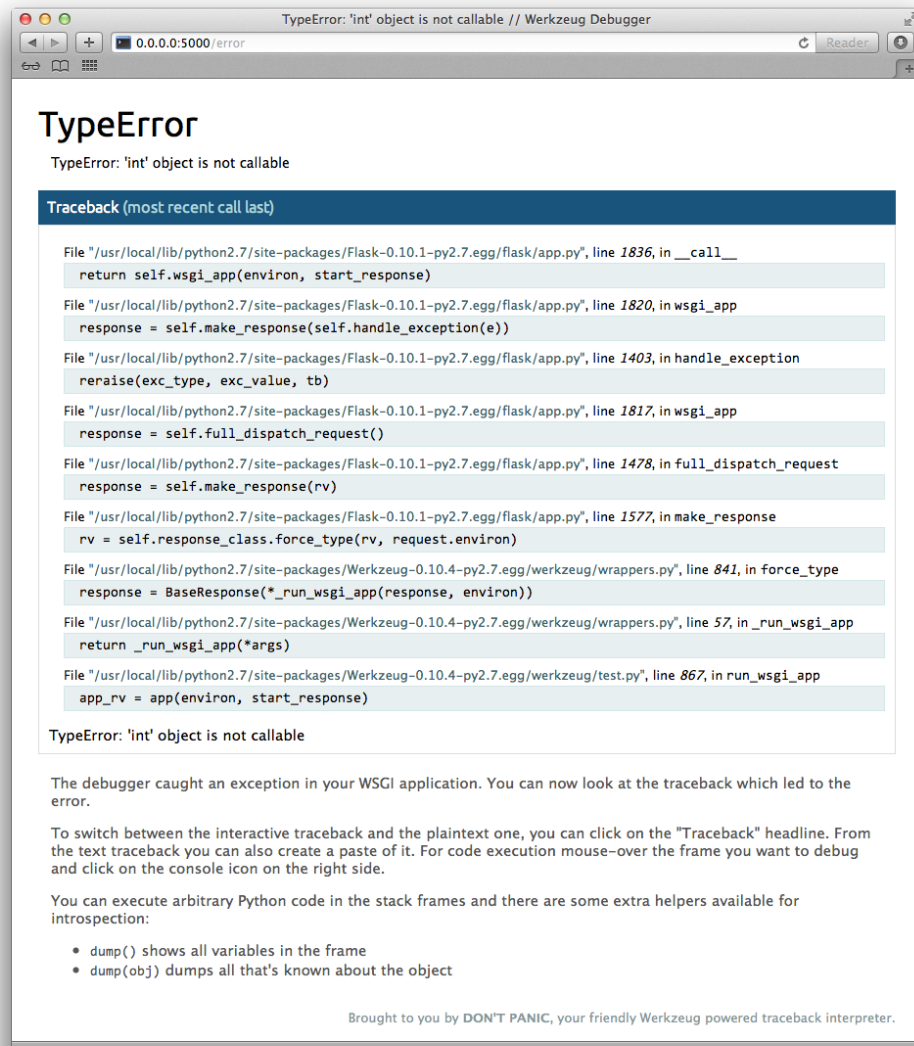 TypeError: 'int' object is not callable // Werkzeug Debugger
0.0.0.0:5000/error
Reader
TypeError
TypeError: 'int' object is not callable
Traceback (most recent call last)
File "/usr/local/lib/python2.7/site-packages/Flask-0.10.1-py2.7.egg/flask/app.py", line 1836, in __call__
return self.wsgi_app(environ, start_response)
File "/usr/local/lib/python2.7/site-packages/Flask-0.10.1-py2.7.egg/flask/app.py", line 1820, in wsgi_app
response = self.make_response(self.handle_exception(e))
File "/usr/local/lib/python2.7/site-packages/Flask-0.10.1-py2.7.egg/flask/app.py", line 1403, in handle_exception
reraise(exc_type, exc_value, tb)
File "/usr/local/lib/python2.7/site-packages/Flask-0.10.1-py2.7.egg/flask/app.py", line 1817, in wsgi_app
response = self.full_dispatch_request()
File "/usr/local/lib/python2.7/site-packages/Flask-0.10.1-py2.7.egg/flask/app.py", line 1478, in full_dispatch_request
response = self.make_response(rv)
File "/usr/local/lib/python2.7/site-packages/Flask-0.10.1-py2.7.egg/flask/app.py", line 1577, in make_response
rv = self.response_class.force_type(rv, request.environ)
File "/usr/local/lib/python2.7/site-packages/Werkzeug-0.10.4-py2.7.egg/werkzeug/wrappers.py", line 841, in force_type
response = BaseResponse(*_run_wsgi_app(response, environ))
File "/usr/local/lib/python2.7/site-packages/Werkzeug-0.10.4-py2.7.egg/werkzeug/wrappers.py", line 57, in _run_wsgi_app
return _run_wsgi_app(*args)
File "/usr/local/lib/python2.7/site-packages/Werkzeug-0.10.4-py2.7.egg/werkzeug/test.py", line 867, in run_wsgi_app
app_rv = app(environ, start_response)
TypeError: 'int' object is not callable
The debugger caught an exception in your WSGI application. You can now look at the traceback which led to the
error.
To switch between the interactive traceback and the plaintext one, you can click on the "Traceback" headline. From
the text traceback you can also create a paste of it. For code execution mouse-over the frame you want to debug
and click on the console icon on the right side.
You can execute arbitrary Python code in the stack frames and there are some extra helpers available for
introspection:
• dump() shows all variables in the frame
• dump(obj) dumps all that's known about the object
Brought to you by DON'T PANIC, your friendly Werkzeug powered traceback interpreter.